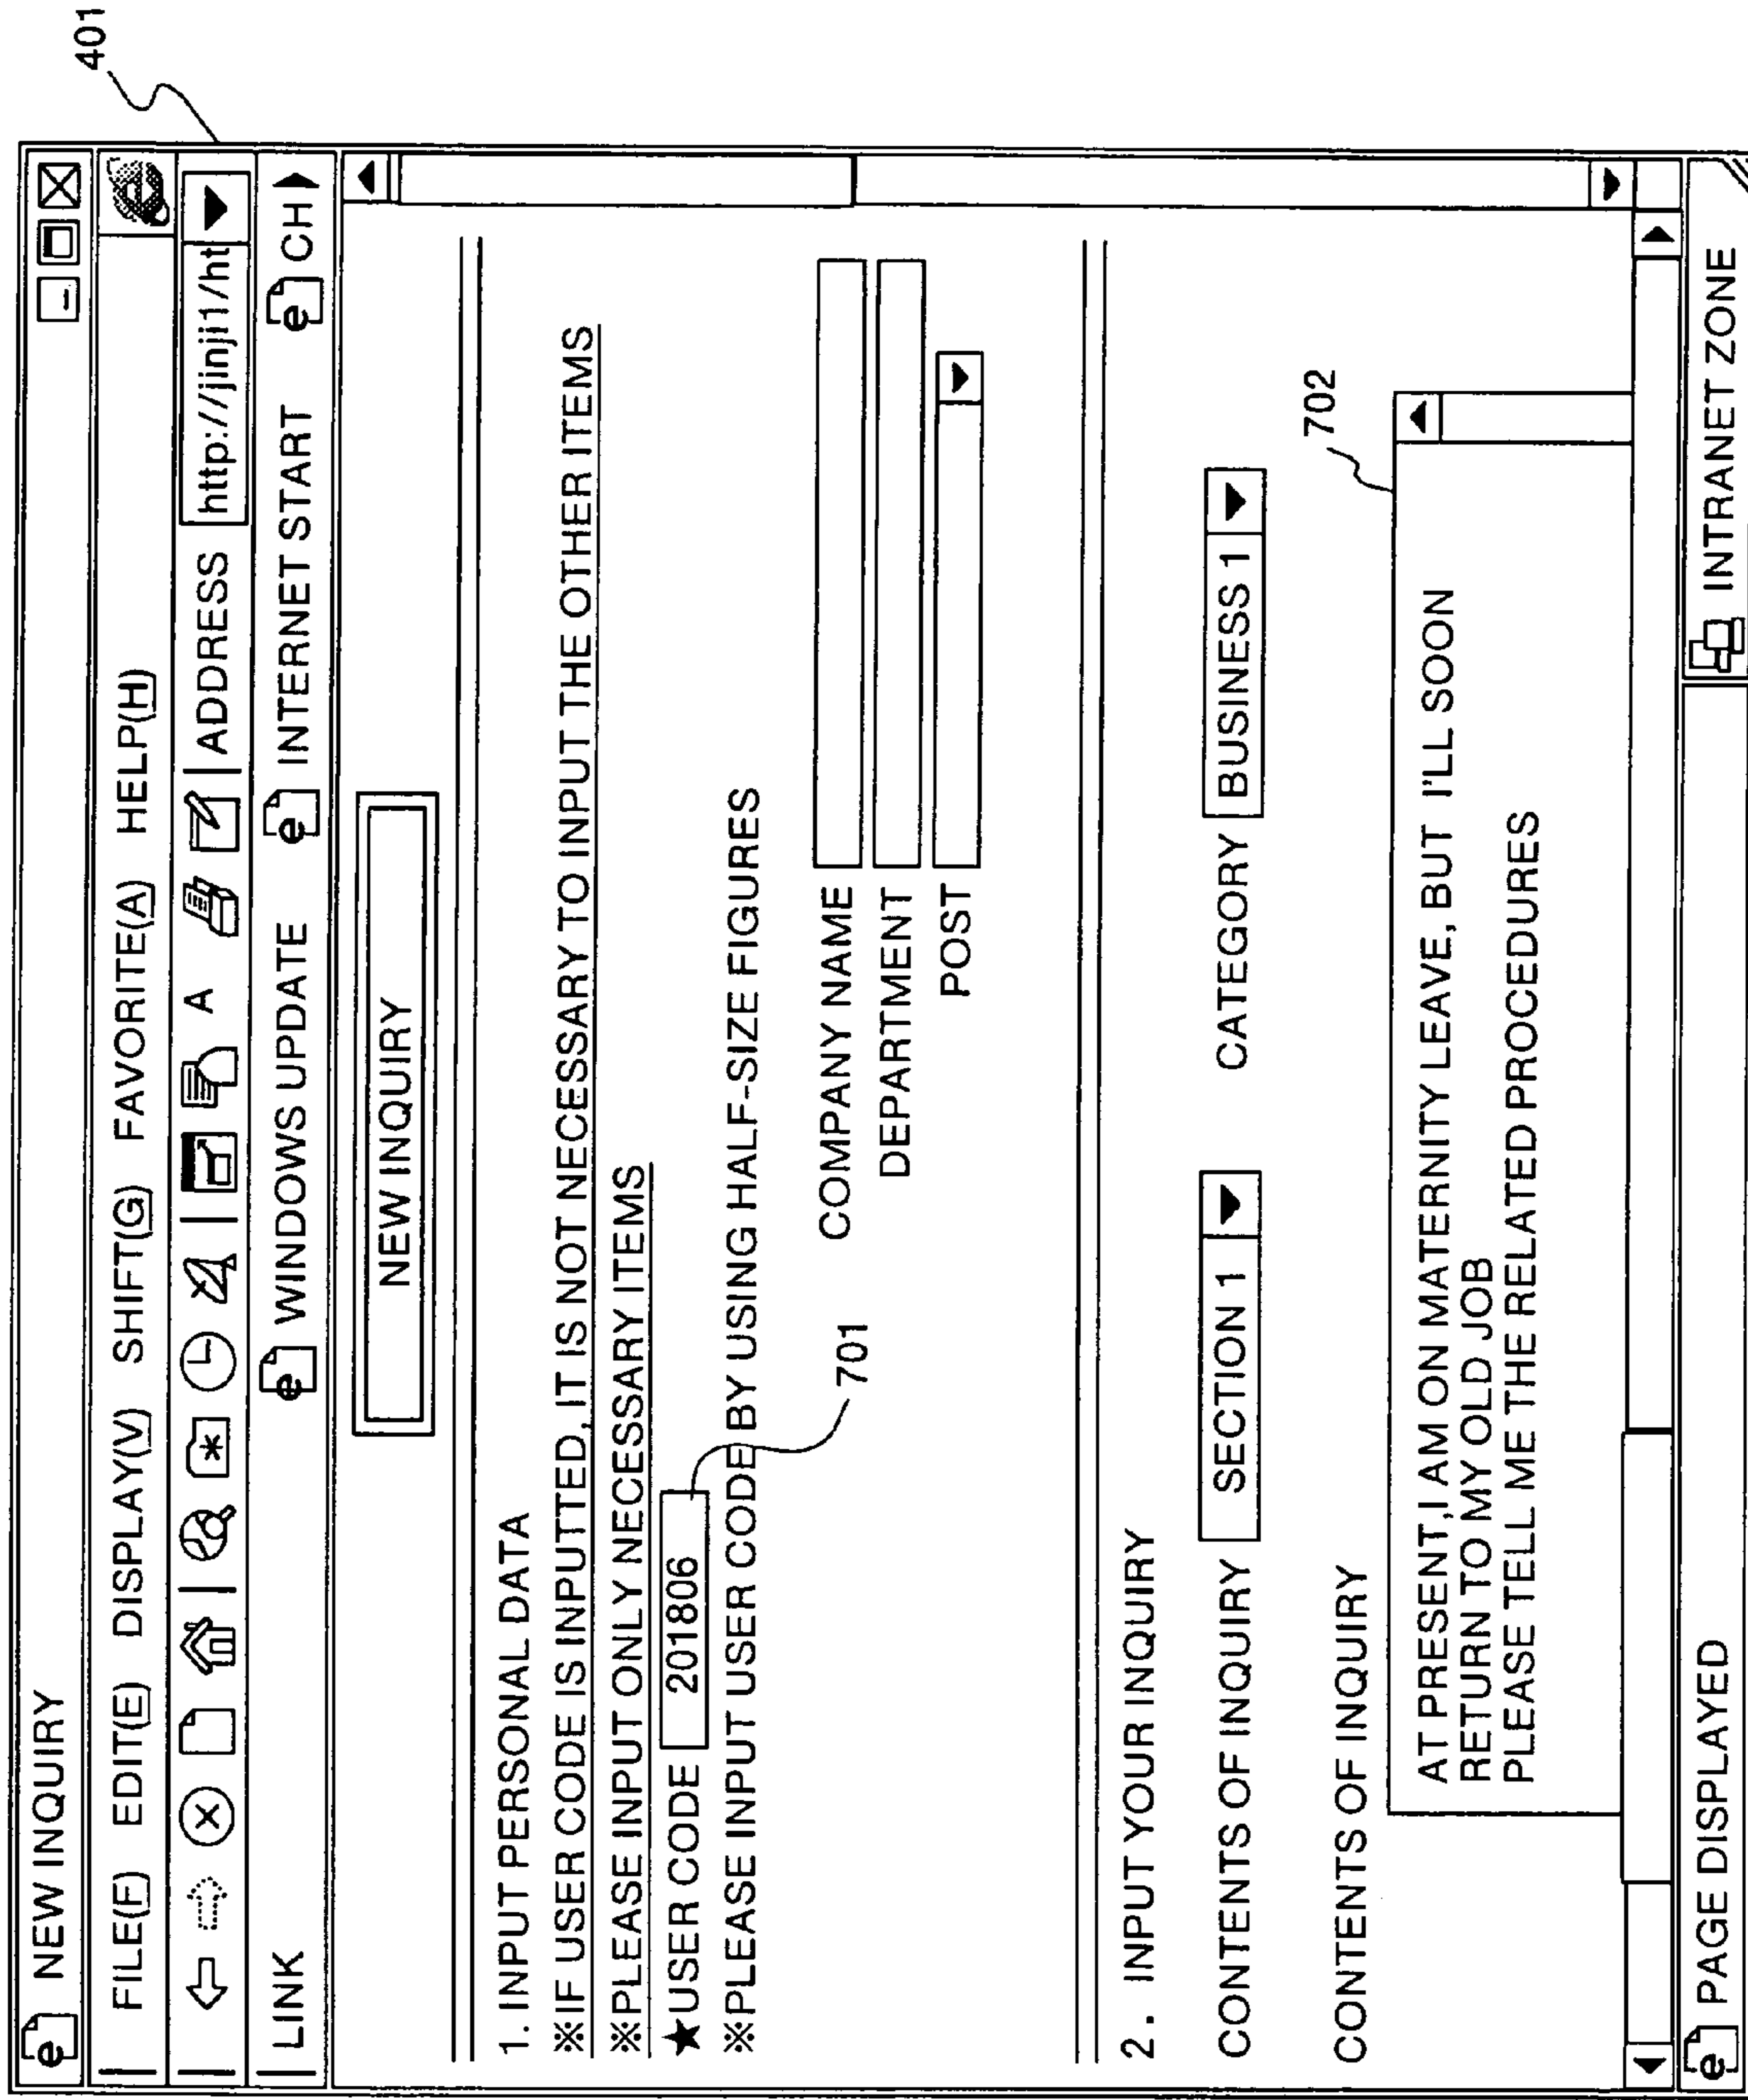 401
NEW INQUIRY
FILE(F) EDIT(E) DISPLAY(V) SHIFT(G) FAVORITE(A) HELP(H)
A ADDRESS http://jinji1/ht
LINK WINDOWS UPDATE INTERNET START CH
NEW INQUIRY
1. INPUT PERSONAL DATA
※IF USER CODE IS INPUTTED, IT IS NOT NECESSARY TO INPUT THE OTHER ITEMS
※PLEASE INPUT ONLY NECESSARY ITEMS
★USER CODE 201806
※PLEASE INPUT USER CODE BY USING HALF-SIZE FIGURES
701
COMPANY NAME
DEPARTMENT
POST
2. INPUT YOUR INQUIRY
CONTENTS OF INQUIRY SECTION 1 CATEGORY BUSINESS 1
CONTENTS OF INQUIRY
702
AT PRESENT, I AM ON MATERNITY LEAVE, BUT I'LL SOON
RETURN TO MY OLD JOB
PLEASE TELL ME THE RELATED PROCEDURES
PAGE DISPLAYED INTRANET ZONE